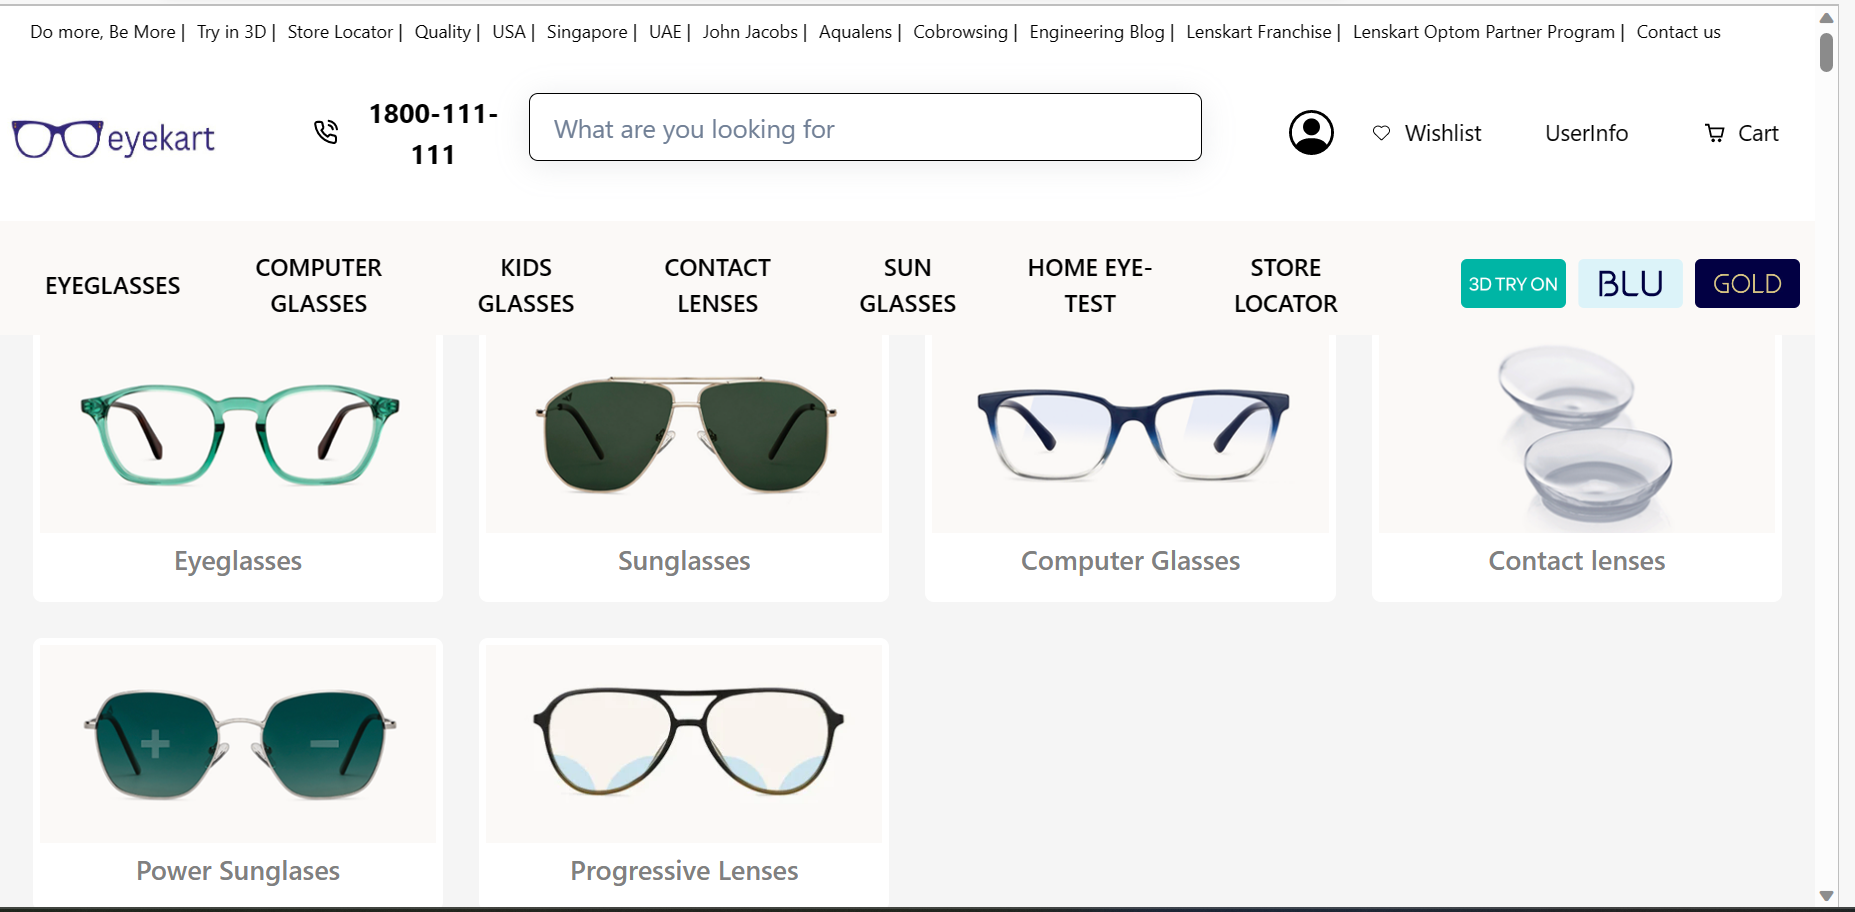 Do more, Be More | Try in 3D | Store Locator | Quality | USA | Singapore | UAE | John Jacobs | Aqualens | Cobrowsing | Engineering Blog | Lenskart Franchise | Lenskart Optom Partner Program | Contact us
eyekart
1800-111-
111
What are you looking for
Wishlist
UserInfo
Cart
EYEGLASSES
COMPUTER
GLASSES
KIDS
GLASSES
CONTACT
LENSES
SUN
GLASSES
HOME EYE-
TEST
STORE
LOCATOR
3D TRY ON
BLU
GOLD
Eyeglasses
Sunglasses
Computer Glasses
Contact lenses
Power Sunglasses
Progressive Lenses